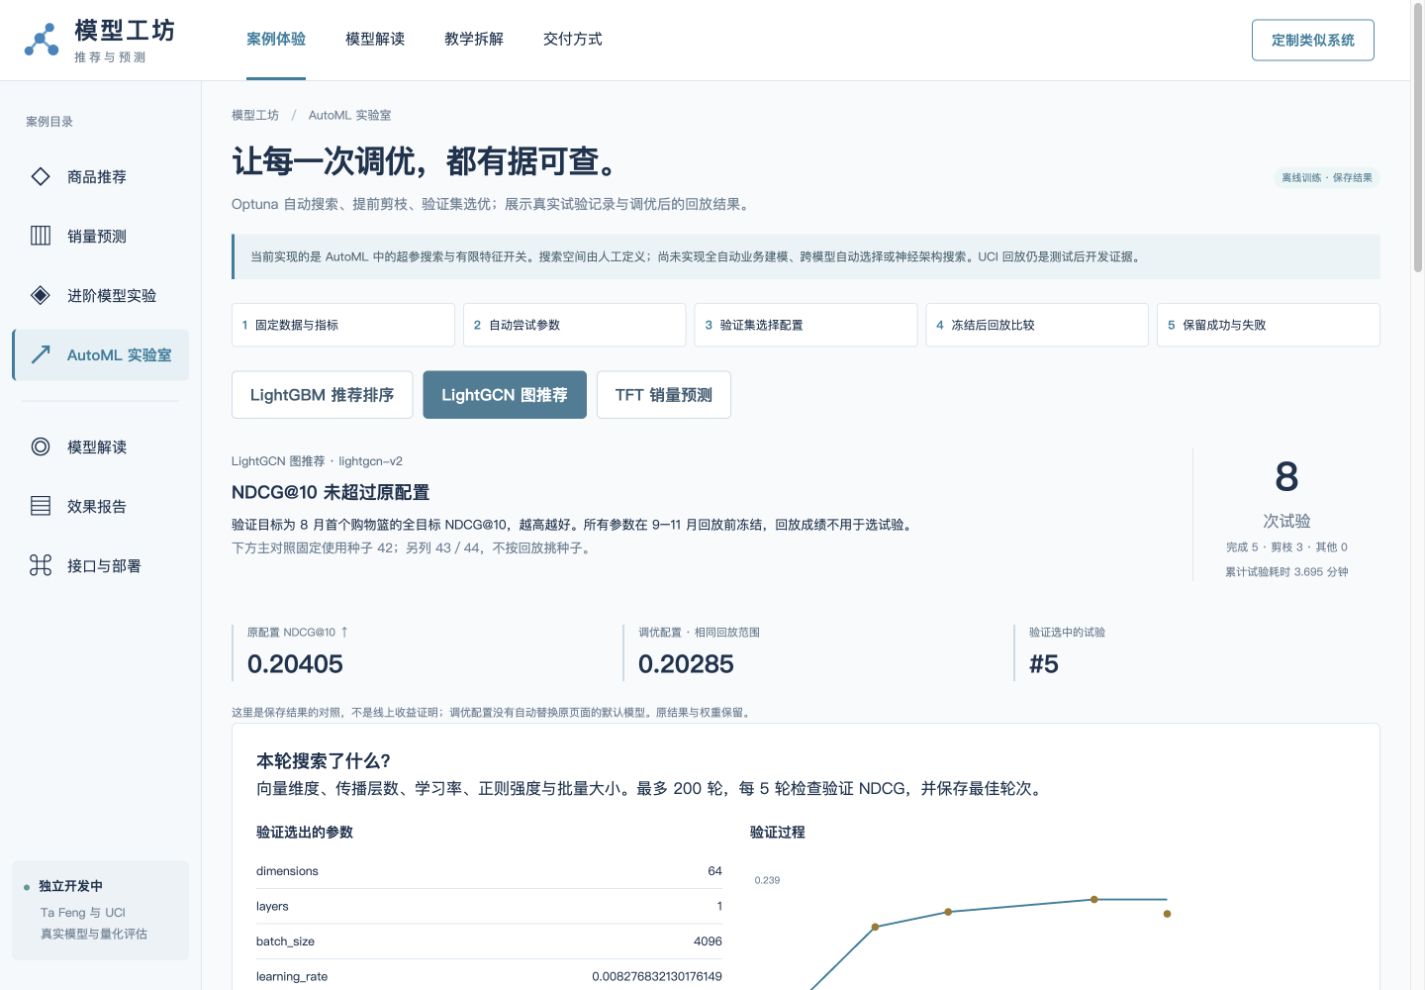 模型工坊
推荐与预测
案例体验
模型解读
教学拆解
交付方式
定制类似系统
案例目录
商品推荐
销量预测
进阶模型实验
AutoML 实验室
模型解读
效果报告
接口与部署
独立开发中
Ta Feng 与 UCI
真实模型与量化评估
模型工坊 / AutoML 实验室
让每一次调优，都有据可查。
离线训练 · 保存结果
Optuna 自动搜索、提前剪枝、验证集选优；展示真实试验记录与调优后的回放结果。
当前实现的是 AutoML 中的超参搜索与有限特征开关。搜索空间由人工定义；尚未实现全自动业务建模、跨模型自动选择或神经架构搜索。UCI 回放仍是测试后开发证据。
1 固定数据与指标
2 自动尝试参数
3 验证集选择配置
4 冻结后回放比较
5 保留成功与失败
LightGBM 推荐排序
LightGCN 图推荐
TFT 销量预测
LightGCN 图推荐 · lightgcn-v2
NDCG@10 未超过原配置
验证目标为 8 月首个购物篮的全目标 NDCG@10，越高越好。所有参数在 9—11 月回放前冻结，回放成绩不用于选试验。
下方主对照固定使用种子 42；另列 43 / 44，不按回放挑种子。
8
次试验
完成 5 · 剪枝 3 · 其他 0
累计试验耗时 3.695 分钟
原配置 NDCG@10 ↑
0.20405
调优配置 · 相同回放范围
0.20285
验证选中的试验
#5
这里是保存结果的对照，不是线上收益证明；调优配置没有自动替换原页面的默认模型。原结果与权重保留。
本轮搜索了什么？
向量维度、传播层数、学习率、正则强度与批量大小。最多 200 轮，每 5 轮检查验证 NDCG，并保存最佳轮次。
验证选出的参数
dimensions 64
layers 1
batch_size 4096
learning_rate 0.008276832130176149
验证过程
0.239